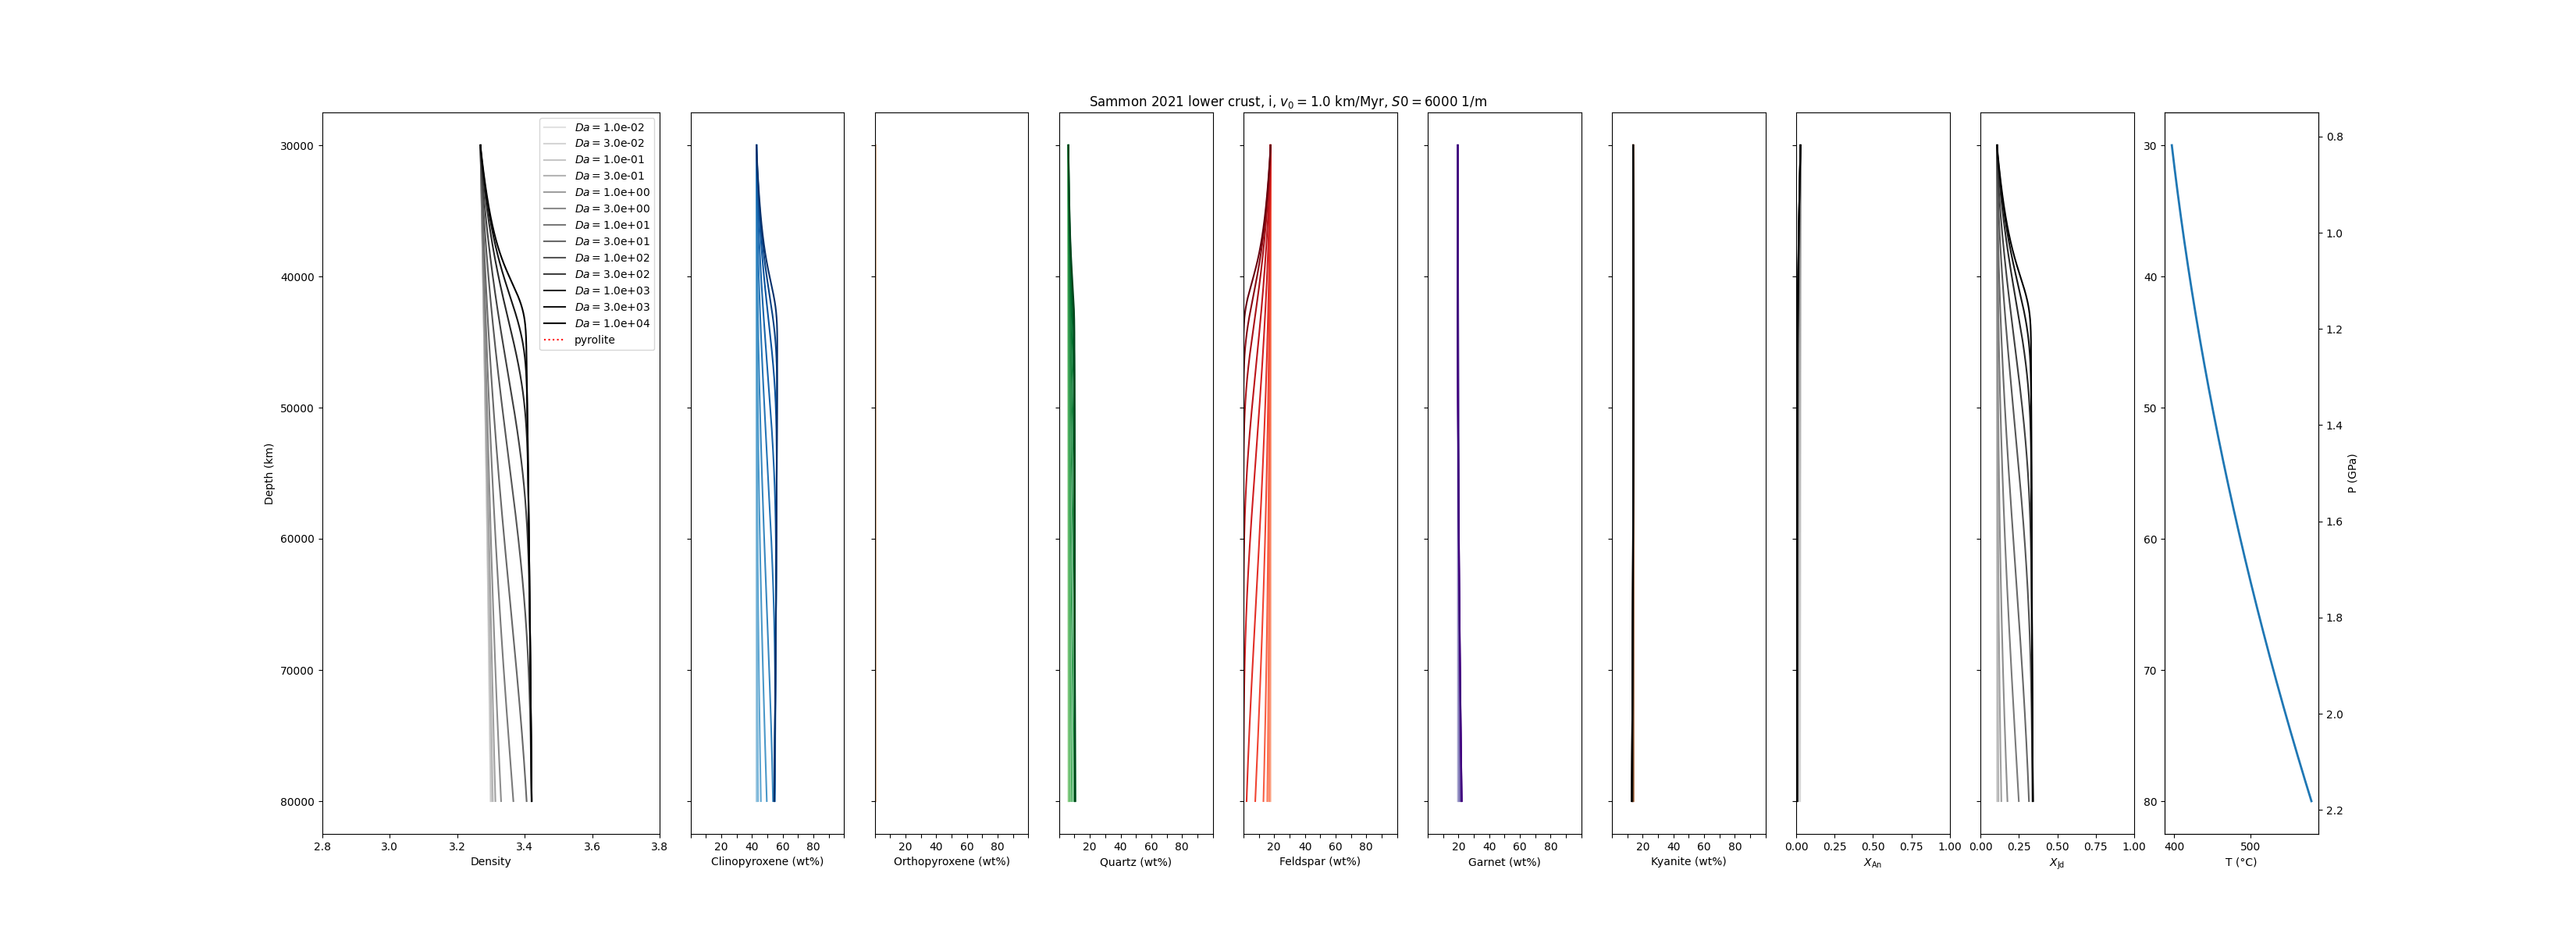 Sammon 2021 lower crust, i, v₀ = 1.0 km/Myr, S0 = 6000 1/m
Da = 1.0e-02
Da = 3.0e-02
Da = 1.0e-01
Da = 3.0e-01
Da = 1.0e+00
Da = 3.0e+00
Da = 1.0e+01
Da = 3.0e+01
Da = 1.0e+02
Da = 3.0e+02
Da = 1.0e+03
Da = 3.0e+03
Da = 1.0e+04
pyrolite
Depth (km)
30000
40000
50000
60000
70000
80000
2.8 3.0 3.2 3.4 3.6 3.8
Density
20 40 60 80
Clinopyroxene (wt%)
20 40 60 80
Orthopyroxene (wt%)
20 40 60 80
Quartz (wt%)
20 40 60 80
Feldspar (wt%)
20 40 60 80
Garnet (wt%)
20 40 60 80
Kyanite (wt%)
0.00 0.25 0.50 0.75 1.00
X_An
0.00 0.25 0.50 0.75 1.00
X_Jd
30
40
50
60
70
80
400 500
T (°C)
0.8
1.0
1.2
1.4
1.6
1.8
2.0
2.2
P (GPa)